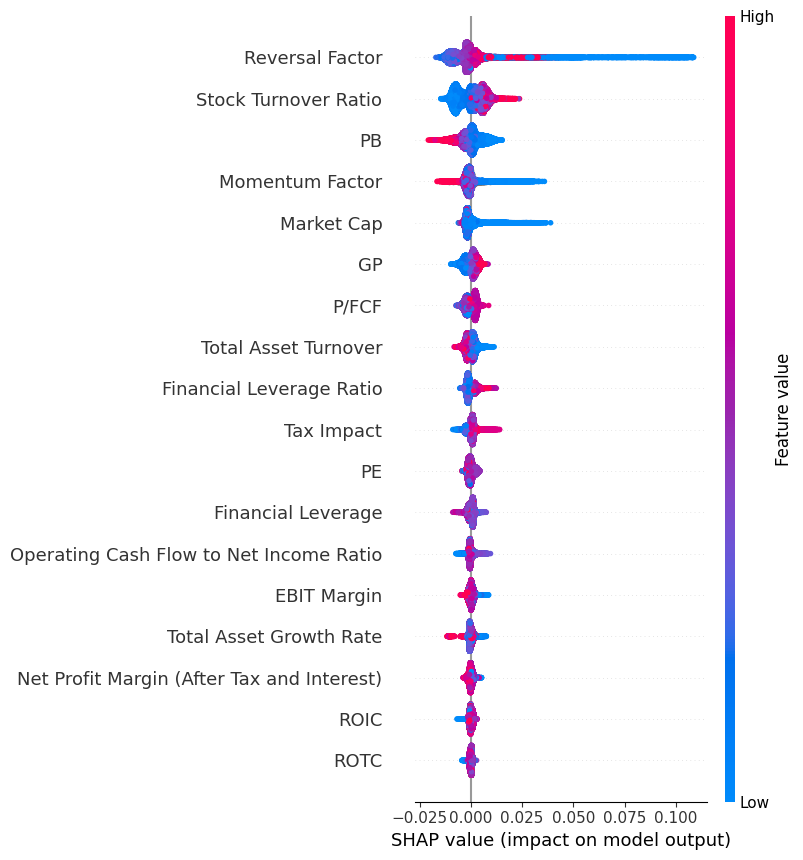 High
Reversal Factor
Stock Turnover Ratio
PB
Momentum Factor
Market Cap
GP
P/FCF
Total Asset Turnover
Financial Leverage Ratio
Tax Impact
PE
Financial Leverage
Operating Cash Flow to Net Income Ratio
EBIT Margin
Total Asset Growth Rate
Net Profit Margin (After Tax and Interest)
ROIC
ROTC
Feature value
Low
−0.025 0.000 0.025 0.050 0.075 0.100
SHAP value (impact on model output)